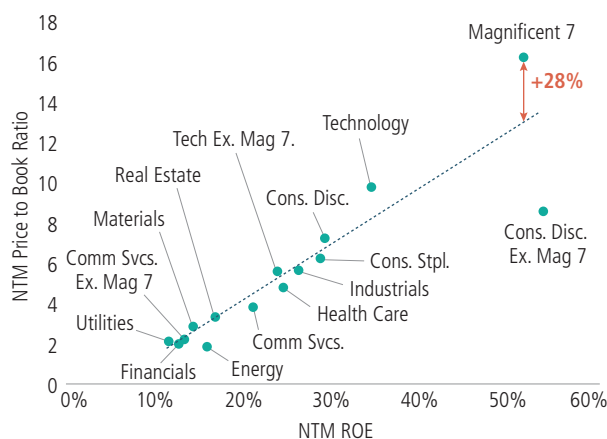 18
16
14
12
10
8
6
4
2
0
NTM Price to Book Ratio
Magnificent 7
+28%
Technology
Tech Ex. Mag 7.
Real Estate
Cons. Disc.
Materials
Cons. Disc.
Ex. Mag 7
Comm Svcs.
Ex. Mag 7
Cons. Stpl.
Industrials
Health Care
Utilities
Comm Svcs.
Financials
Energy
0%
10%
20%
30%
40%
50%
60%
NTM ROE